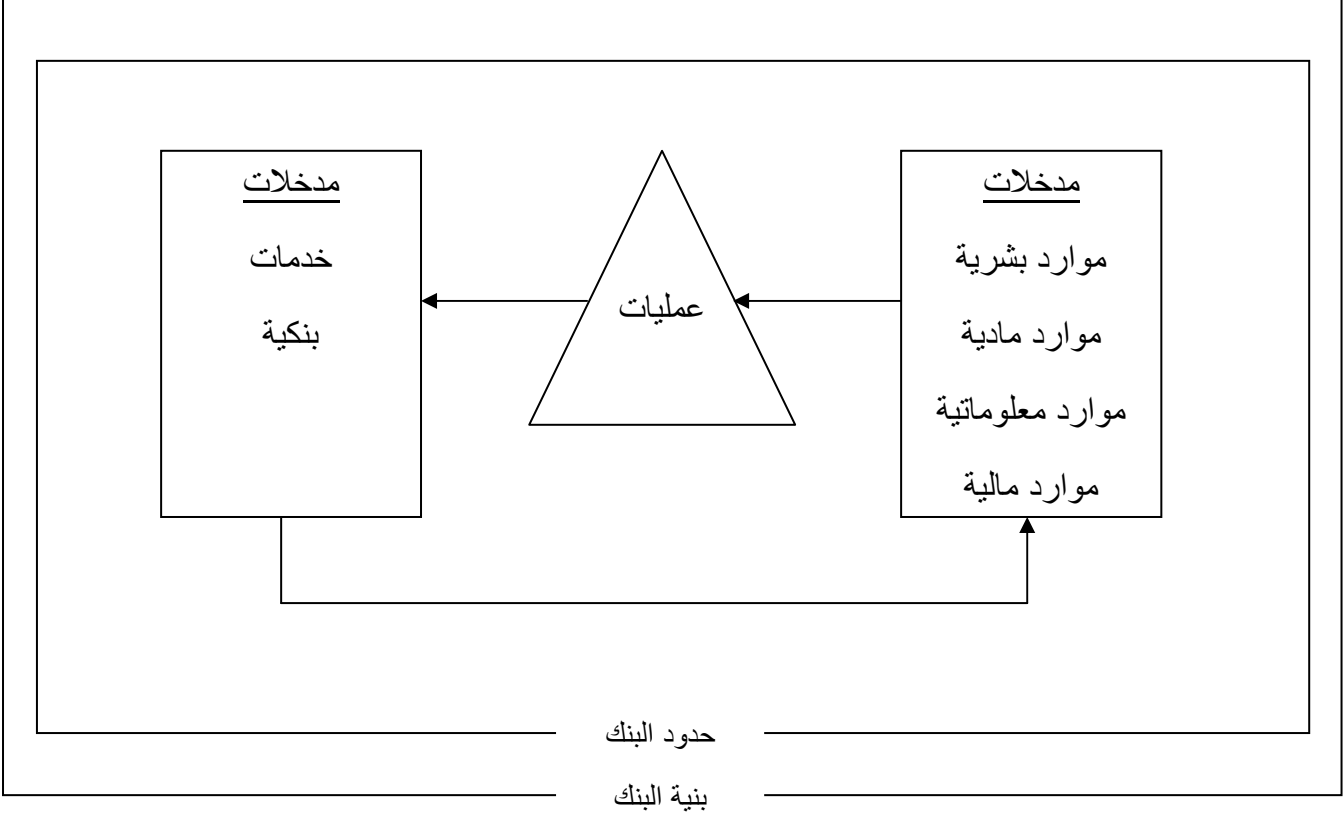 مدخلات
موارد بشرية
موارد مادية
موارد معلوماتية
موارد مالية
عمليات
مدخلات
خدمات
بنكية
حدود البنك
بنية البنك